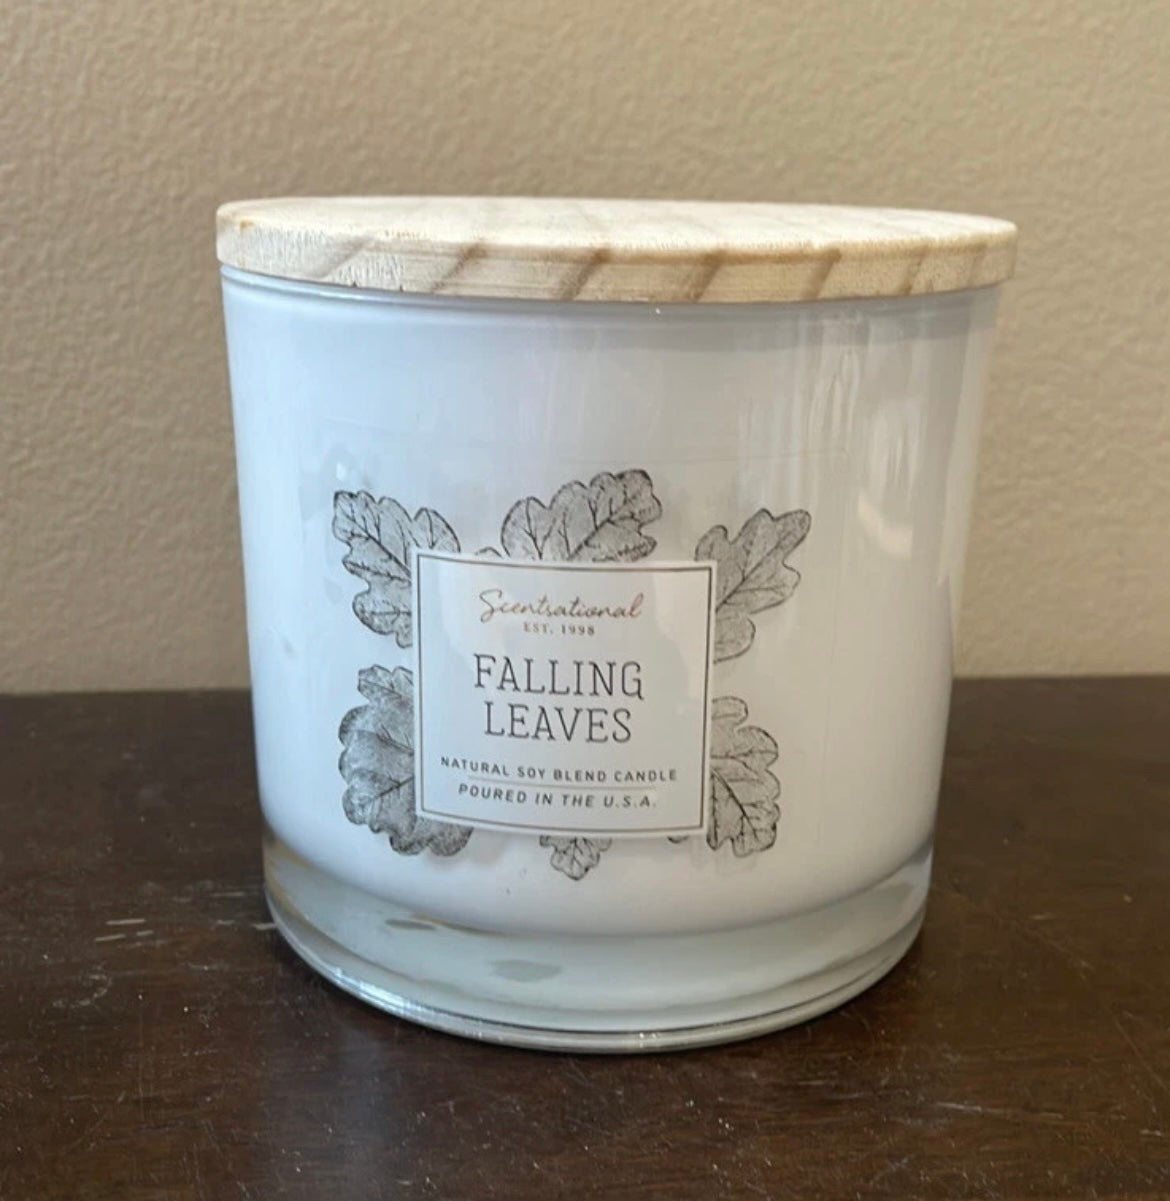 Scentsational
EST. 1998
FALLING
LEAVES
NATURAL SOY BLEND CANDLE
POURED IN THE U.S.A.